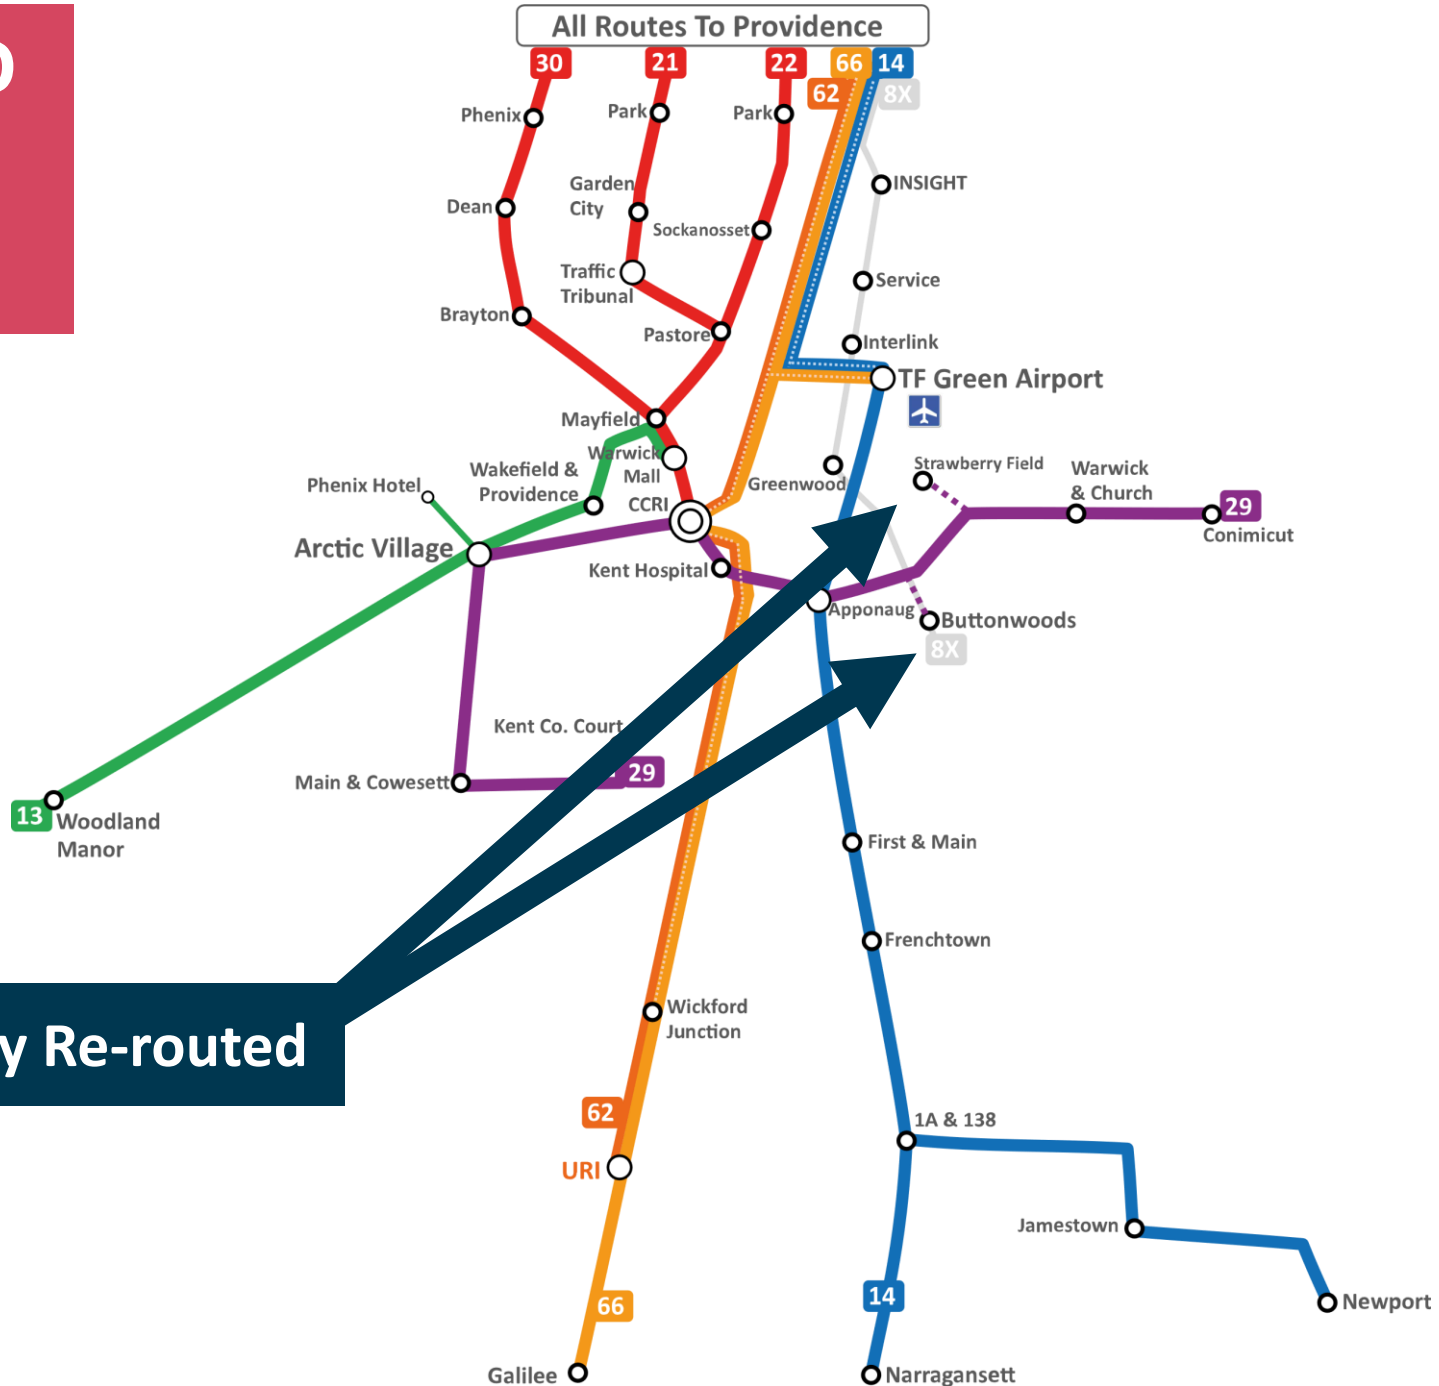 All Routes To Providence
30
21
22
66
14
62
8X
Phenix
Park
Park
INSIGHT
Garden
City
Dean
Sockanosset
Traffic
Tribunal
Service
Brayton
Pastore
Interlink
TF Green Airport
Mayfield
Warwick
Mall
Wakefield &
Providence
Phenix Hotel
CCRI
Greenwood
Strawberry Field
Warwick
& Church
29
Conimicut
Arctic Village
Kent Hospital
Apponaug
Buttonwoods
8X
Kent Co. Court
Main & Cowesett
29
13
Woodland
Manor
First & Main
Frenchtown
Wickford
Junction
y Re-routed
62
URI
1A & 138
Jamestown
14
66
Newport
Galilee
Narragansett